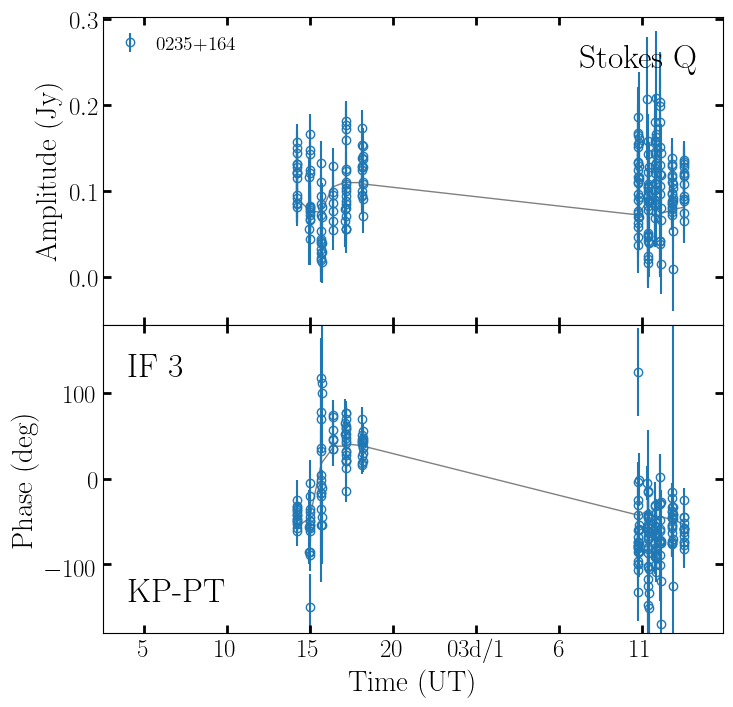 0235+164
Stokes Q
0.3
0.2
0.1
0.0
Amplitude (Jy)
IF 3
100
0
−100
Phase (deg)
KP-PT
5 10 15 20 03d/1 6 11
Time (UT)